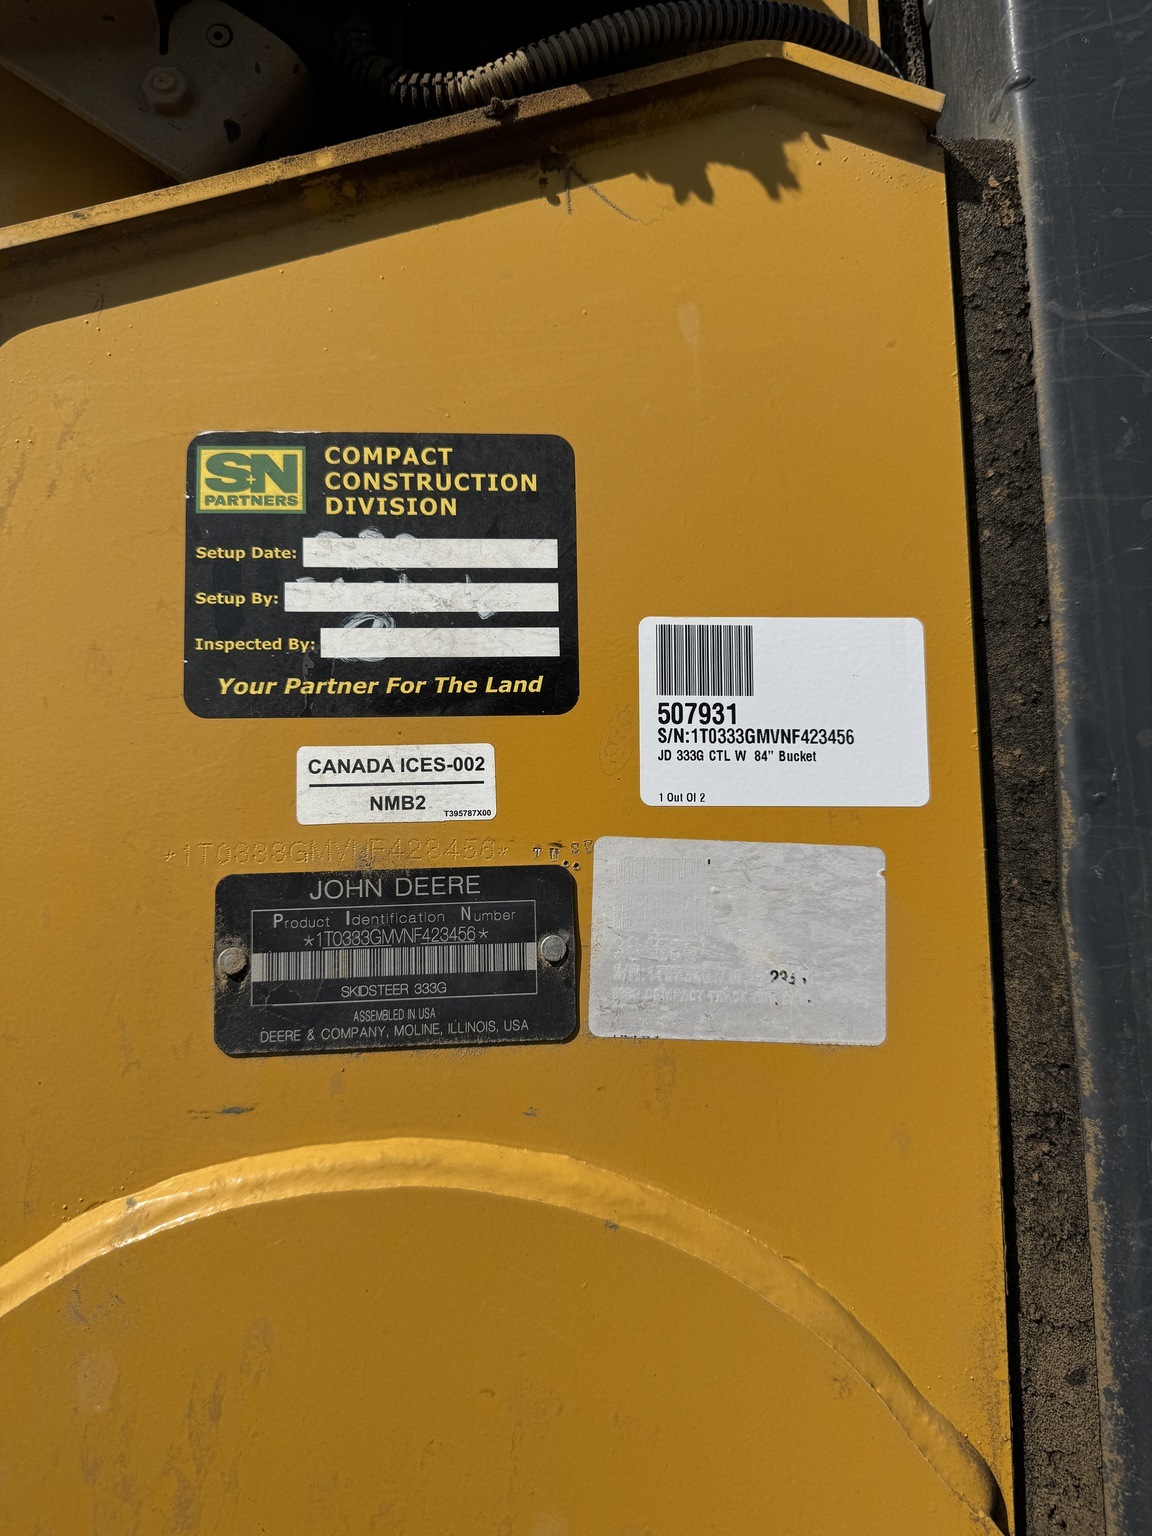 S+N
PARTNERS
COMPACT
CONSTRUCTION
DIVISION
Setup Date:
Setup By:
Inspected By:
Your Partner For The Land
507931
S/N:1T0333GMVNF423456
JD 333G CTL W 84" Bucket
1 Out Of 2
CANADA ICES-002
NMB2
T395787X00
*1T0333GMVNF423456*
JOHN DEERE
Product Identification Number
*1T0333GMVNF423456*
SKIDSTEER 333G
ASSEMBLED IN USA
DEERE & COMPANY, MOLINE, ILLINOIS, USA